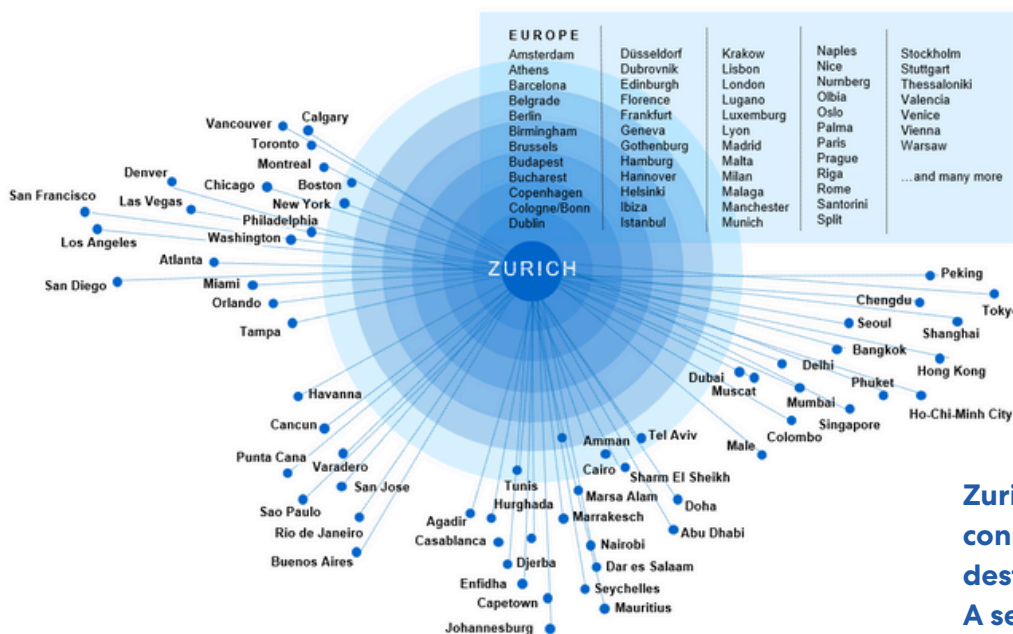 EUROPE
Amsterdam
Athens
Barcelona
Belgrade
Berlin
Birmingham
Brussels
Budapest
Bucharest
Copenhagen
Cologne/Bonn
Dublin
Düsseldorf
Dubrovnik
Edinburgh
Florence
Frankfurt
Geneva
Gothenburg
Hamburg
Hannover
Helsinki
Ibiza
Istanbul
Krakow
Lisbon
London
Lugano
Luxemburg
Lyon
Madrid
Malta
Milan
Malaga
Manchester
Munich
Naples
Nice
Nurnberg
Olbia
Oslo
Palma
Paris
Prague
Riga
Rome
Santorini
Split
Stockholm
Stuttgart
Thessaloniki
Valencia
Venice
Vienna
Warsaw
...and many more
Calgary
Vancouver
Toronto
Montreal
Denver
Chicago
Boston
San Francisco
Las Vegas
New York
Philadelphia
Los Angeles
Washington
Atlanta
San Diego
Miami
Orlando
Tampa
ZURICH
Peking
Chengdu
Tokyo
Seoul
Shanghai
Bangkok
Delhi
Hong Kong
Dubai
Muscat
Phuket
Mumbai
Ho-Chi-Minh City
Singapore
Colombo
Male
Havanna
Cancun
Punta Cana
Varadero
San Jose
Sao Paulo
Rio de Janeiro
Buenos Aires
Amman
Tel Aviv
Cairo
Sharm El Sheikh
Tunis
Hurghada
Marsa Alam
Doha
Agadir
Marrakesch
Abu Dhabi
Casablanca
Nairobi
Djerba
Dar es Salaam
Enfidha
Seychelles
Capetown
Mauritius
Johannesburg
Zuri
con
dest
A se